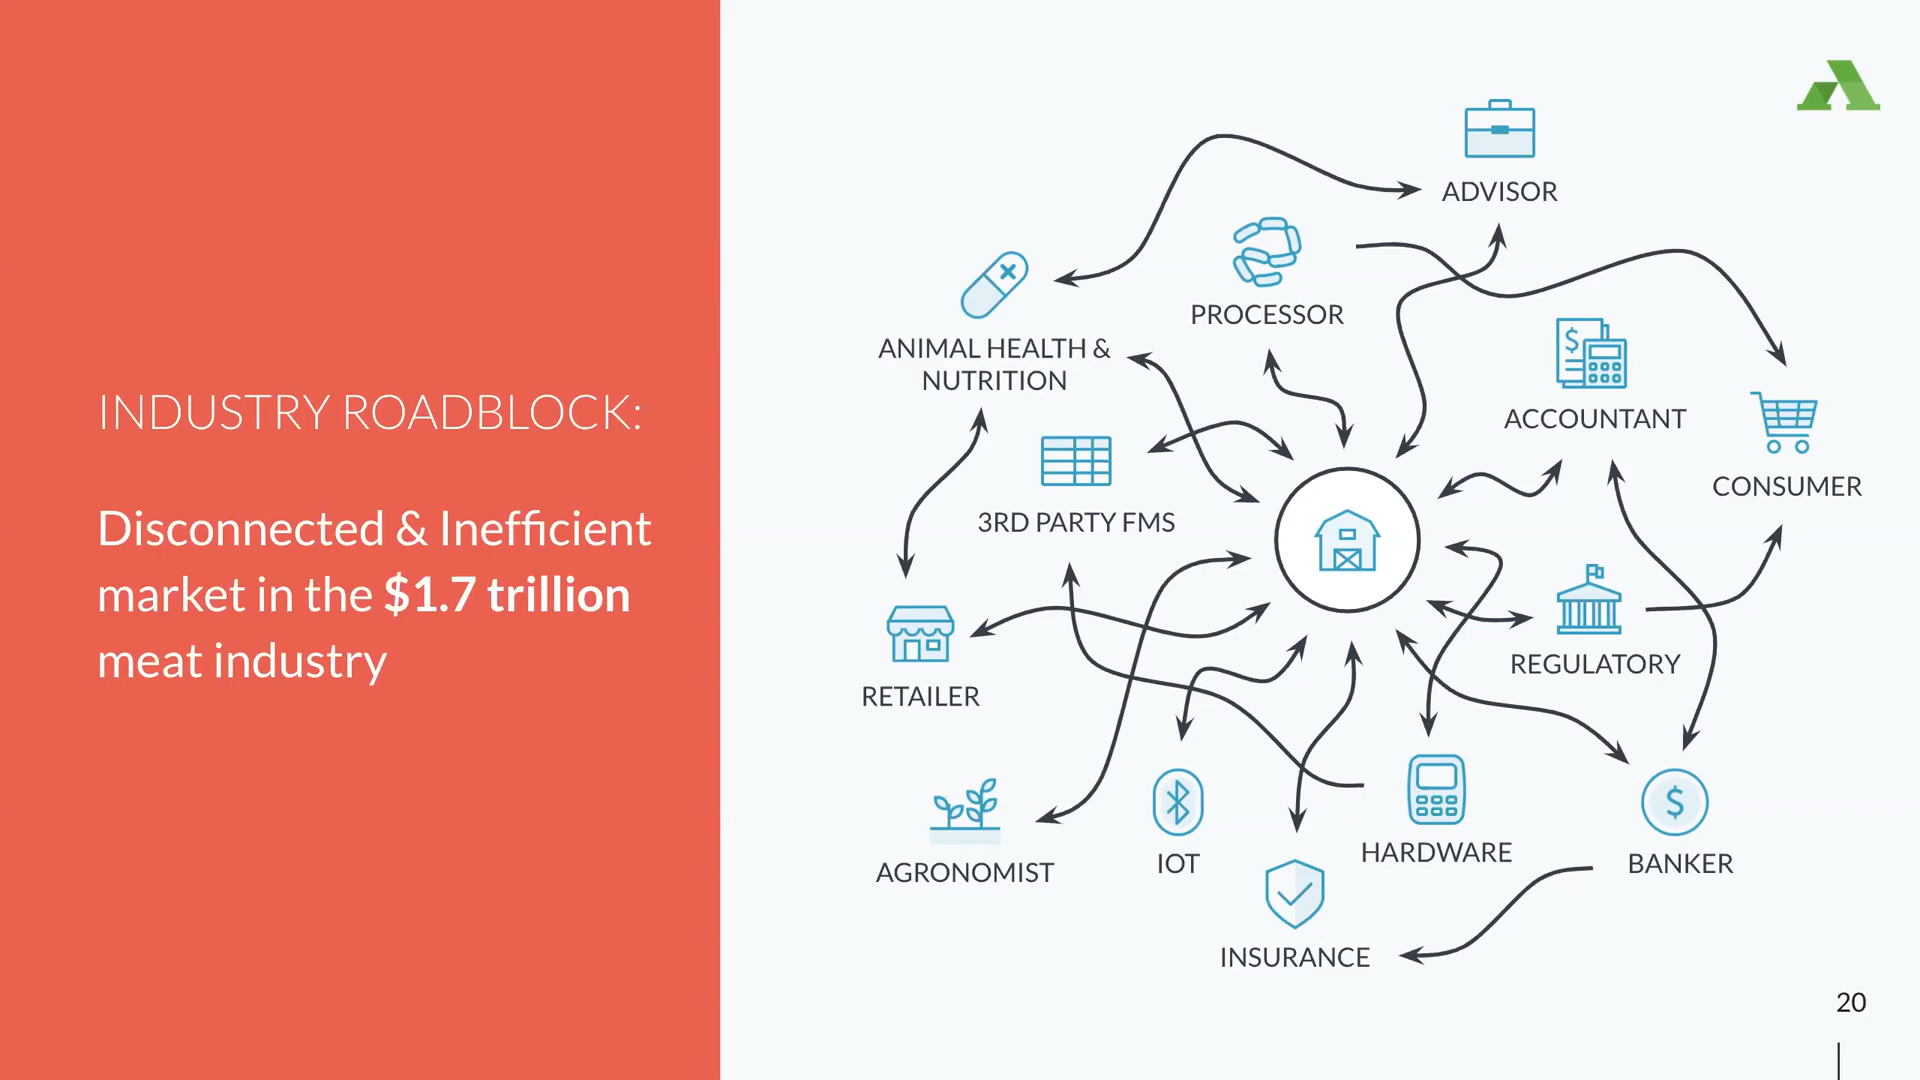 INDUSTRY ROADBLOCK:
Disconnected & Inefficient
market in the $1.7 trillion
meat industry
ADVISOR
PROCESSOR
ANIMAL HEALTH &
NUTRITION
ACCOUNTANT
CONSUMER
3RD PARTY FMS
REGULATORY
RETAILER
AGRONOMIST
IOT
HARDWARE
BANKER
INSURANCE
20